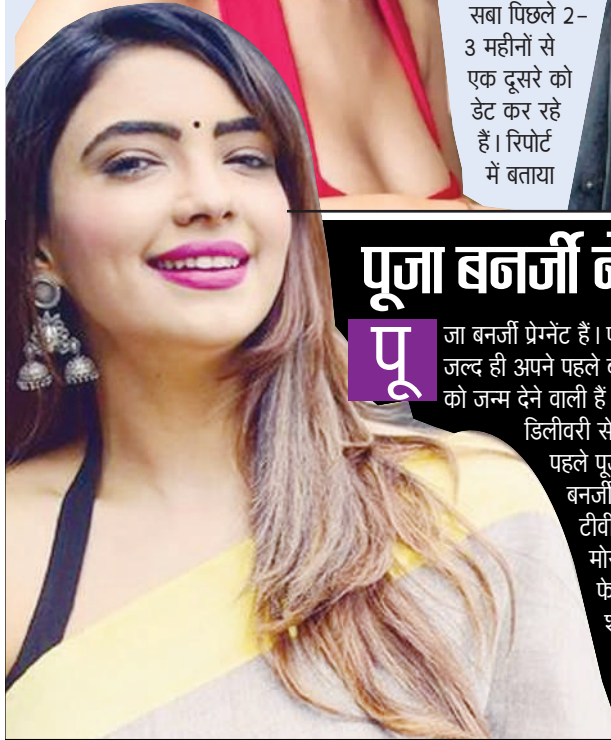 सबा पिछले 2-
3 महीनों से
एक दूसरे को
डेट कर रहे
हैं। रिपोर्ट
में बताया
पूजा बनर्जी ने
पूजा बनर्जी प्रेग्नेंट हैं।
जल्द ही अपने पहले
को जन्म देने वाली है
डिलीवरी से
पहले
बनर्जी
टीवी